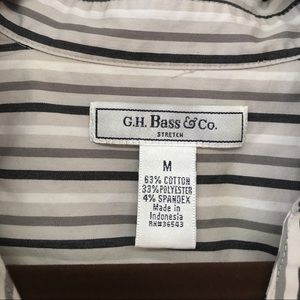 G.H. Bass & Co.
STRETCH
M
63% COTTON
33% POLYESTER
4% SPANDEX
Made in
Indonesia
RN#36543